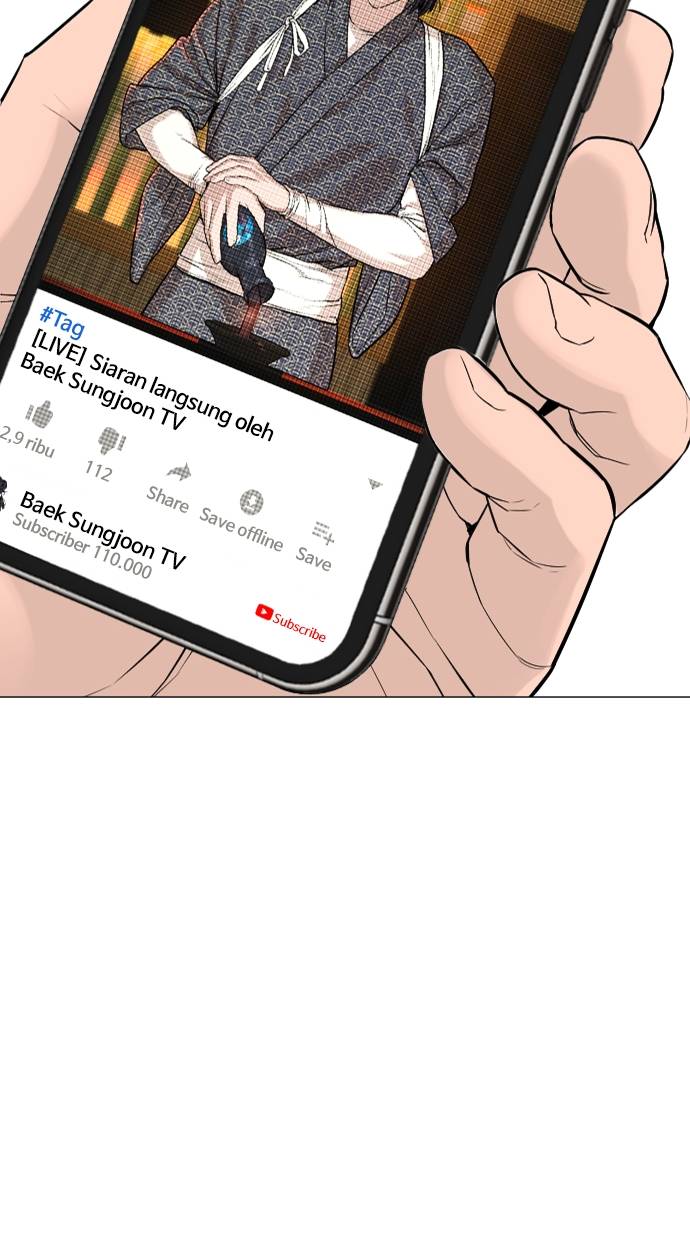 #Tag
[LIVE] Siaran langsung oleh
Baek Sungjoon TV
2,9 ribu
112
Share
Save offline
Save
Baek Sungjoon TV
Subscriber 110.000
Subscribe